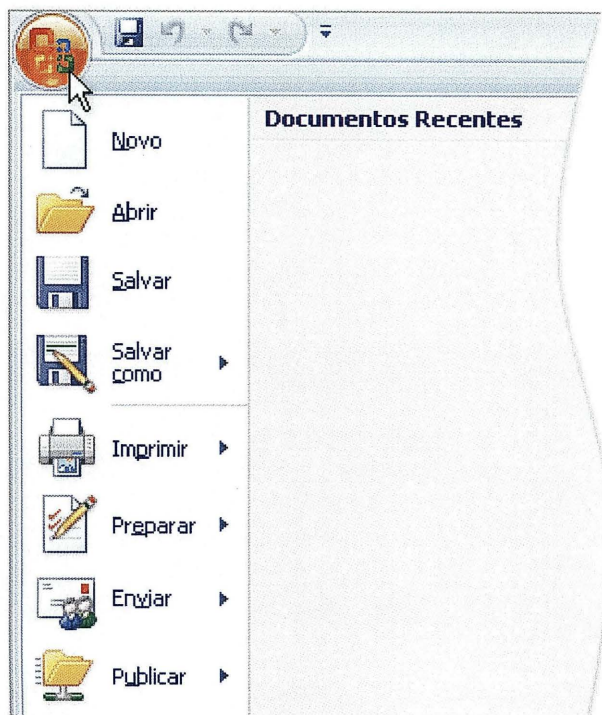 Documentos Recentes
Novo
Abrir
Salvar
Salvar
como
Imprimir
Preparar
Enviar
Publicar